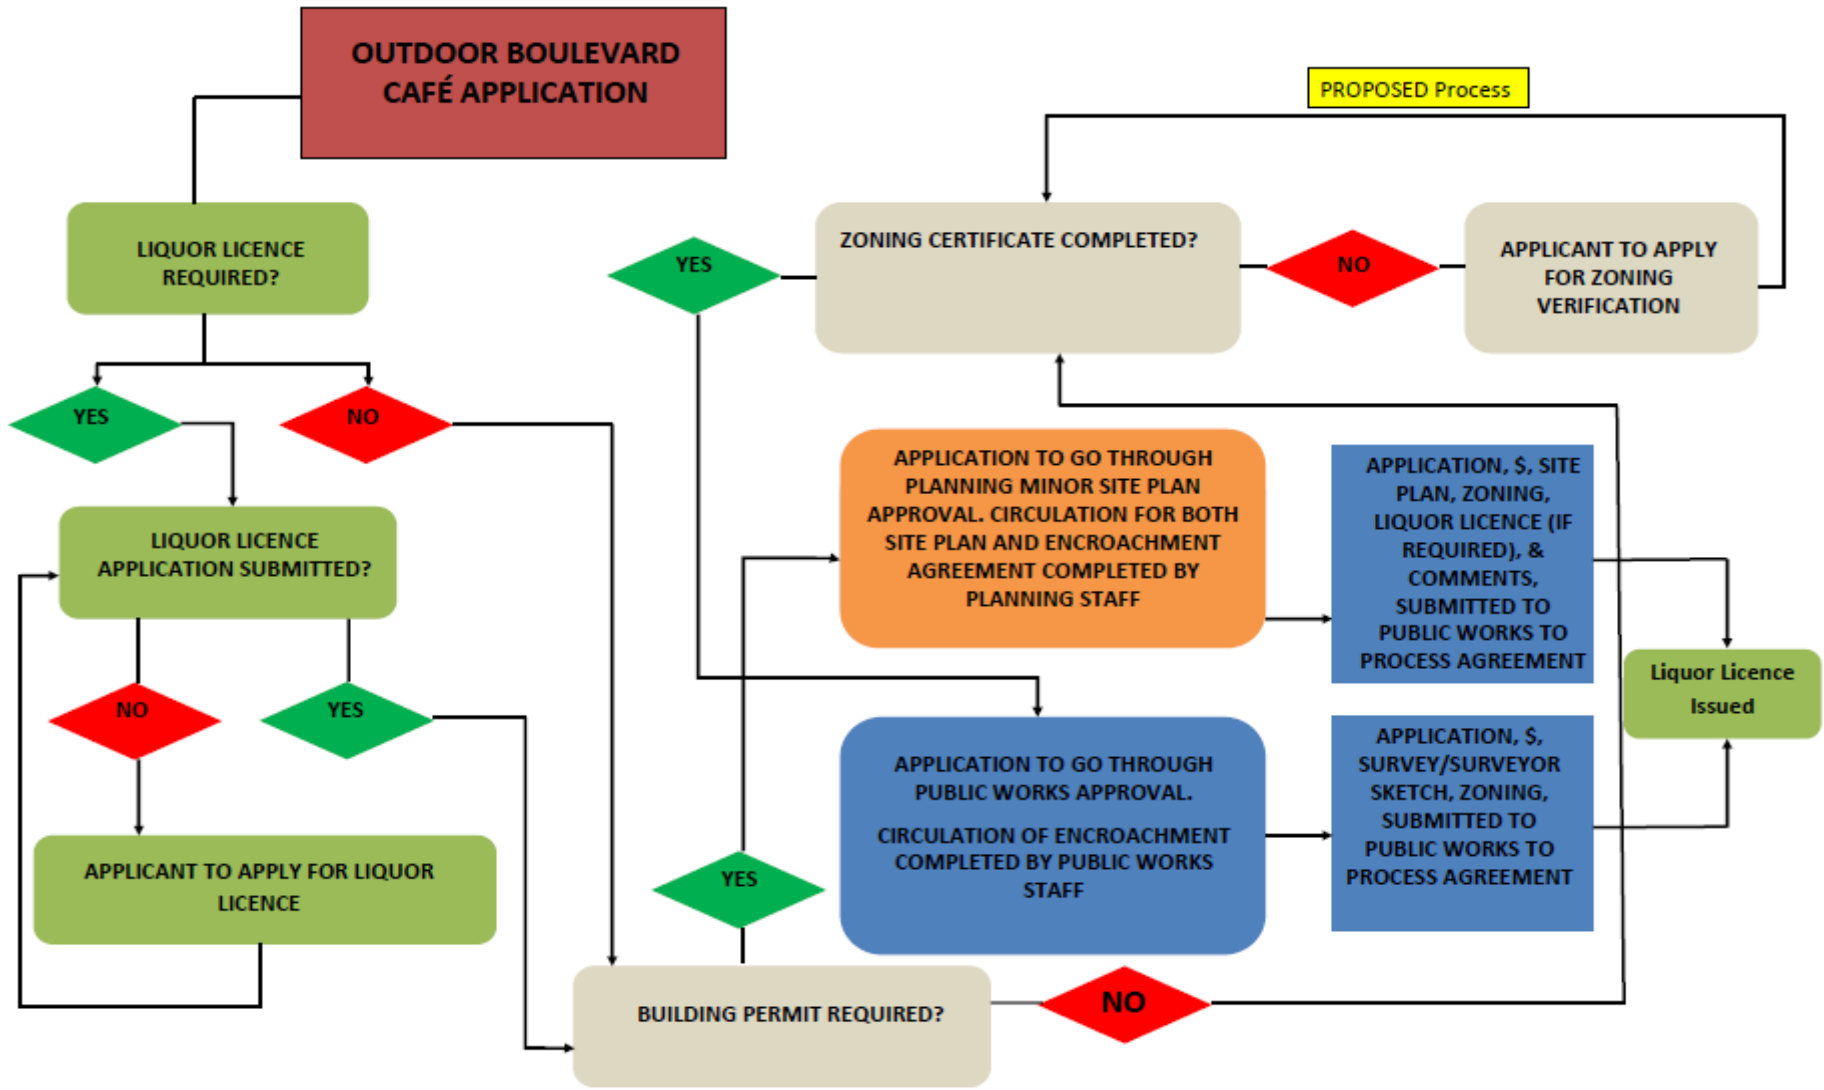 OUTDOOR BOULEVARD
CAFÉ APPLICATION
PROPOSED Process
LIQUOR LICENCE
REQUIRED?
YES
NO
LIQUOR LICENCE
APPLICATION SUBMITTED?
NO
YES
APPLICANT TO APPLY FOR LIQUOR
LICENCE
ZONING CERTIFICATE COMPLETED?
YES
NO
APPLICANT TO APPLY
FOR ZONING
VERIFICATION
APPLICATION TO GO THROUGH
PLANNING MINOR SITE PLAN
APPROVAL. CIRCULATION FOR BOTH
SITE PLAN AND ENCROACHMENT
AGREEMENT COMPLETED BY
PLANNING STAFF
APPLICATION, $, SITE
PLAN, ZONING,
LIQUOR LICENCE (IF
REQUIRED), &
COMMENTS,
SUBMITTED TO
PUBLIC WORKS TO
PROCESS AGREEMENT
Liquor Licence
Issued
APPLICATION TO GO THROUGH
PUBLIC WORKS APPROVAL.
CIRCULATION OF ENCROACHMENT
COMPLETED BY PUBLIC WORKS
STAFF
APPLICATION, $,
SURVEY/SURVEYOR
SKETCH, ZONING,
SUBMITTED TO
PUBLIC WORKS TO
PROCESS AGREEMENT
YES
BUILDING PERMIT REQUIRED?
NO